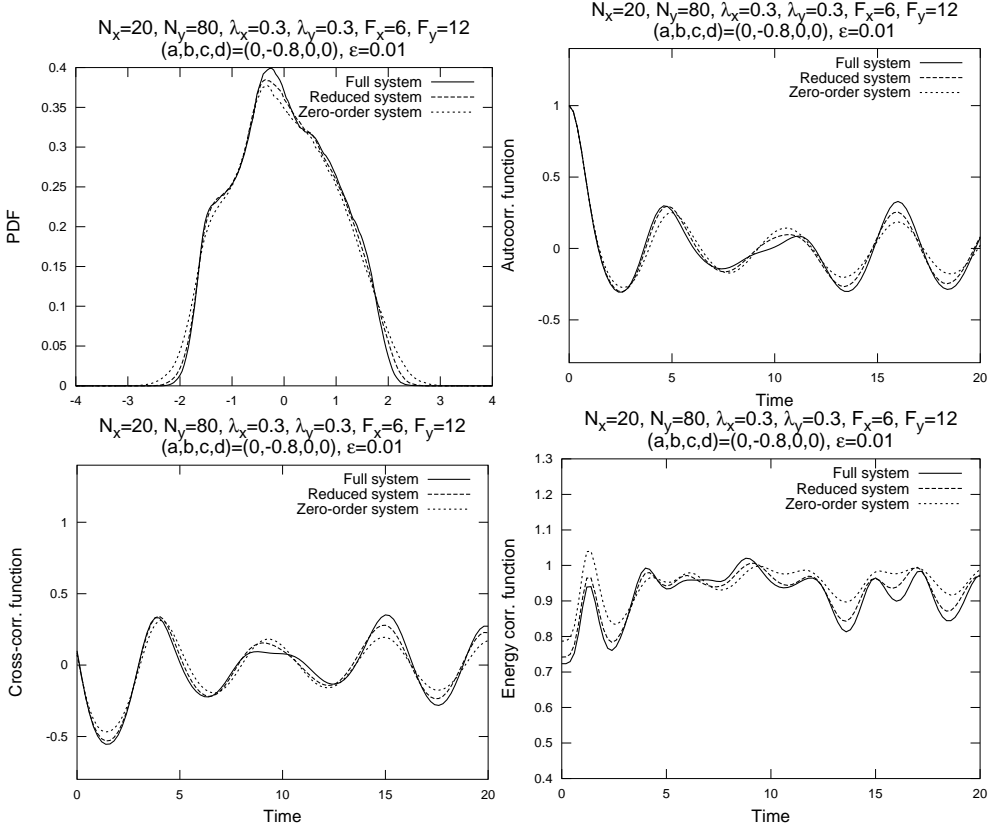 N_x=20, N_y=80, λ_x=0.3, λ_y=0.3, F_x=6, F_y=12
(a,b,c,d)=(0,-0.8,0,0), ε=0.01
Full system
Reduced system
Zero-order system
0.4
0.35
0.3
0.25
0.2
0.15
0.1
0.05
0
PDF
-4 -3 -2 -1 0 1 2 3 4
N_x=20, N_y=80, λ_x=0.3, λ_y=0.3, F_x=6, F_y=12
(a,b,c,d)=(0,-0.8,0,0), ε=0.01
Full system
Reduced system
Zero-order system
1
0.5
0
-0.5
Autocorr. function
0 5 10 15 20
Time
N_x=20, N_y=80, λ_x=0.3, λ_y=0.3, F_x=6, F_y=12
(a,b,c,d)=(0,-0.8,0,0), ε=0.01
Full system
Reduced system
Zero-order system
1
0.5
0
-0.5
Cross-corr. function
0 5 10 15 20
Time
N_x=20, N_y=80, λ_x=0.3, λ_y=0.3, F_x=6, F_y=12
(a,b,c,d)=(0,-0.8,0,0), ε=0.01
Full system
Reduced system
Zero-order system
1.3
1.2
1.1
1
0.9
0.8
0.7
0.6
0.5
0.4
Energy corr. function
0 5 10 15 20
Time